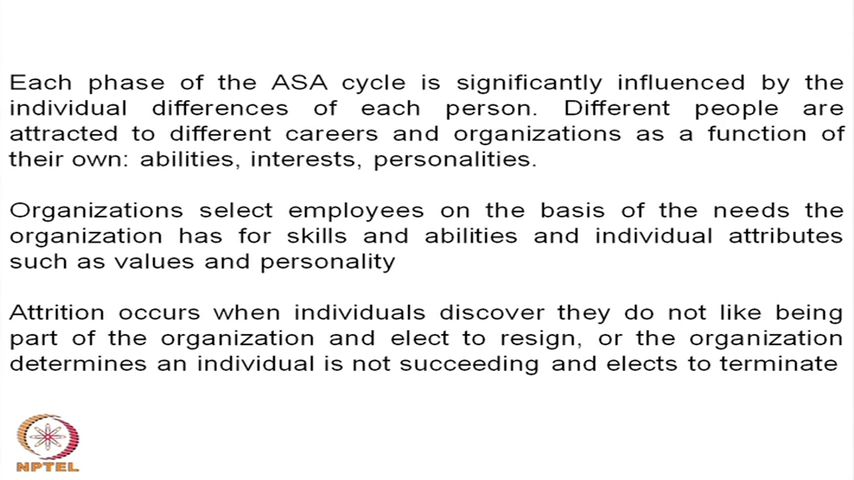 Each phase of the ASA cycle is significantly influenced by the
individual differences of each person. Different people are
attracted to different careers and organizations as a function of
their own: abilities, interests, personalities.
Organizations select employees on the basis of the needs the
organization has for skills and abilities and individual attributes
such as values and personality
Attrition occurs when individuals discover they do not like being
part of the organization and elect to resign, or the organization
determines an individual is not succeeding and elects to terminate
NPTEL